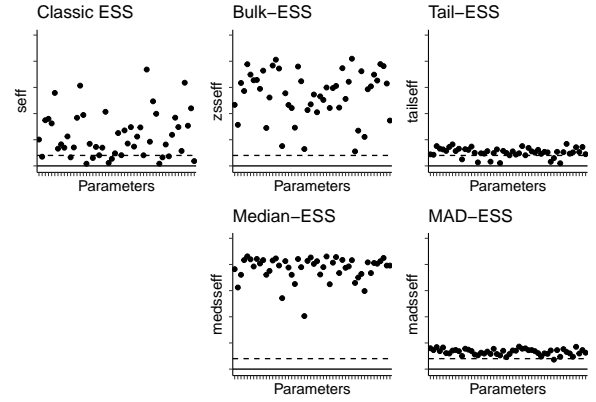 Classic ESS
seff
Parameters
Bulk−ESS
zsseff
Parameters
Tail−ESS
tailseff
Parameters
Median−ESS
medsseff
Parameters
MAD−ESS
madsseff
Parameters